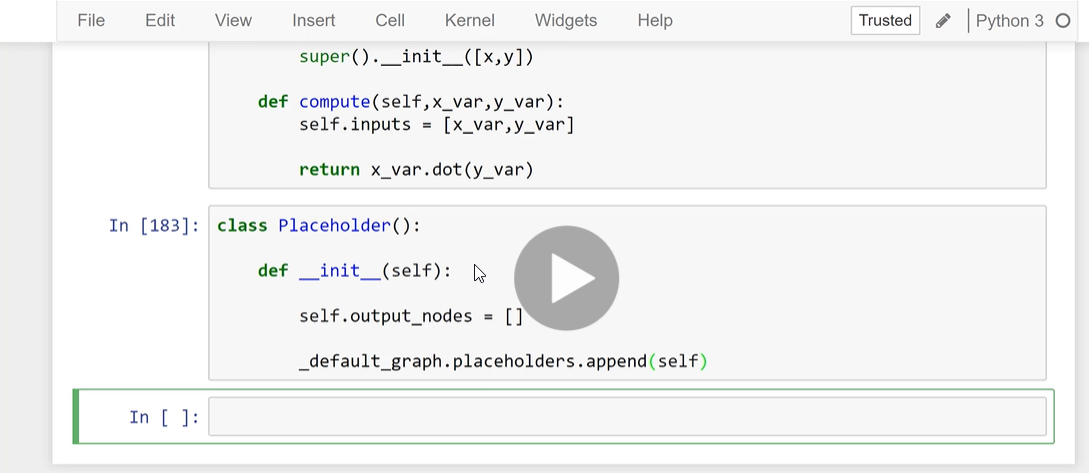 File Edit View Insert Cell Kernel Widgets Help Trusted Python 3
super().__init__([x,y])
def compute(self,x_var,y_var):
self.inputs = [x_var,y_var]
return x_var.dot(y_var)
In [183]: class Placeholder():
def __init__(self):
self.output_nodes = []
_default_graph.placeholders.append(self)
In [ ]: